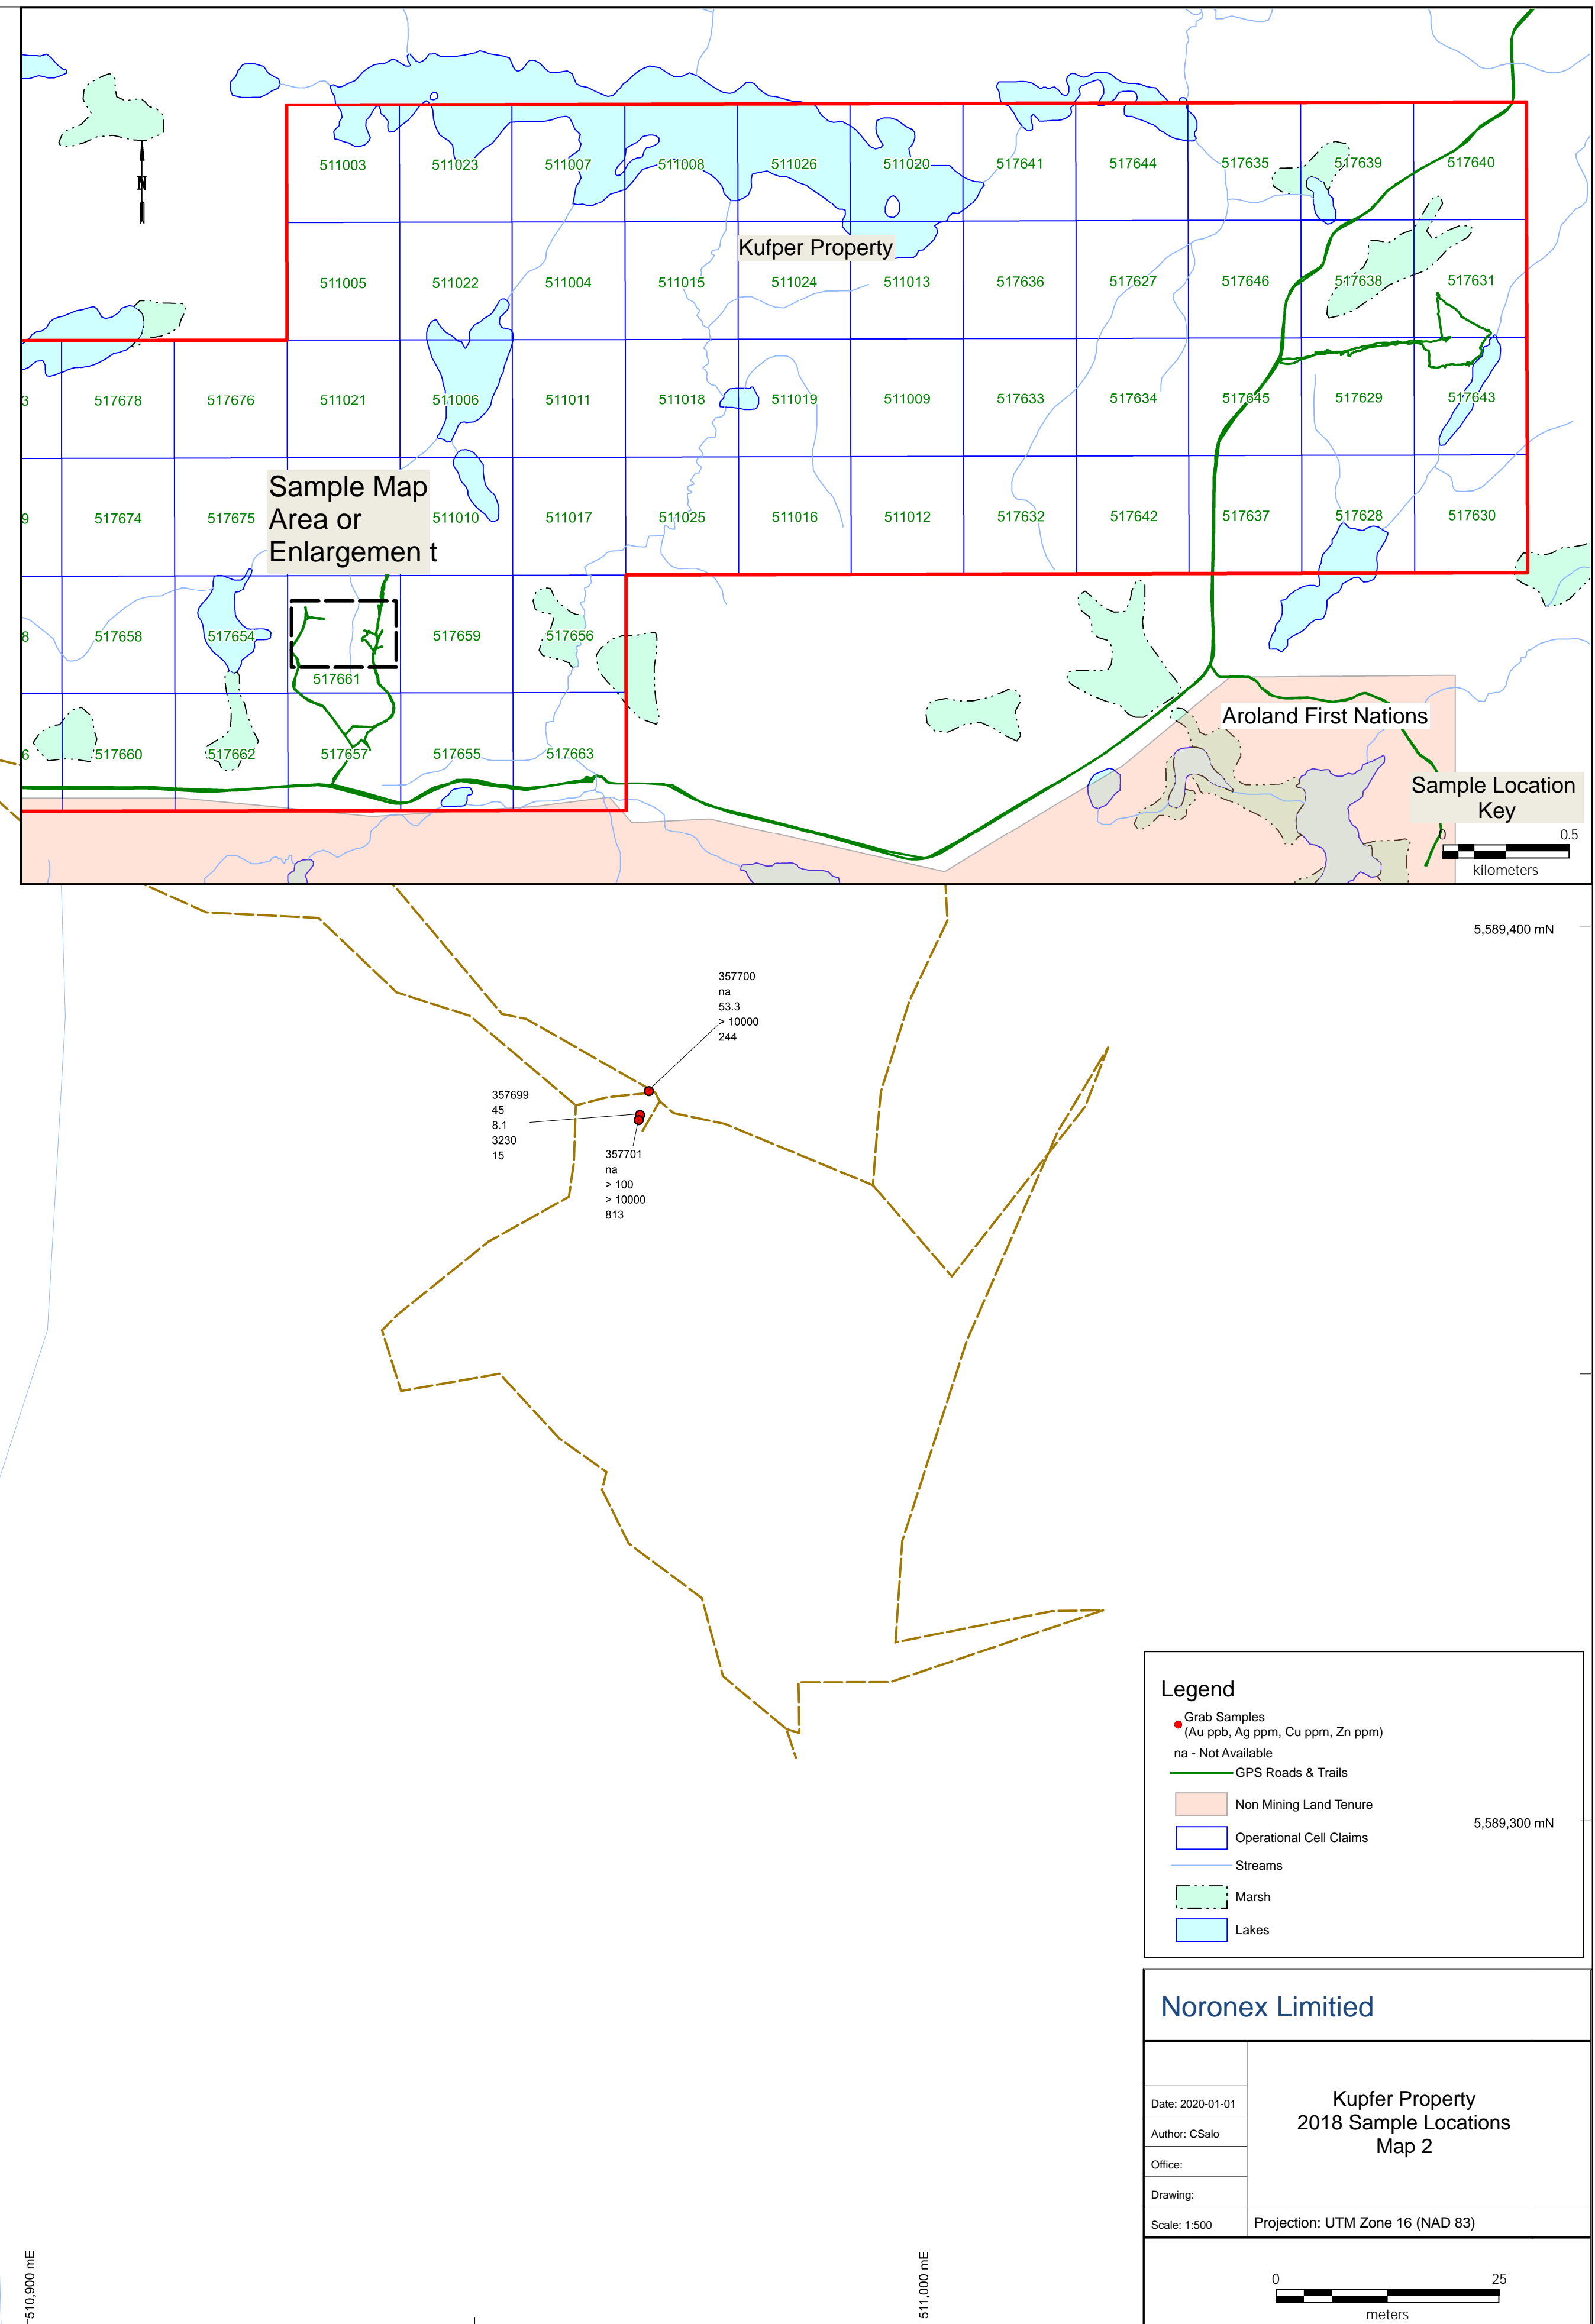 N
511003 511023 511007 511008 511026 511020 517641 517644 517635 517639 517640
Kufper Property
511005 511022 511004 511015 511024 511013 517636 517627 517646 517638 517631
3 517678 517676 511021 511006 511011 511018 511019 511009 517633 517634 517645 517629 517643
Sample Map
Area or
Enlargemen t
9 517674 517675 511010 511017 511025 511016 511012 517632 517642 517637 517628 517630
8 517658 517654 517659 517656
517661
Aroland First Nations
6 517660 517662 517657 517655 517663
Sample Location
Key
0 0.5
kilometers
5,589,400 mN
357700
na
53.3
> 10000
244
357699
45
8.1
3230
15
357701
na
> 100
> 10000
813
Legend
Grab Samples
(Au ppb, Ag ppm, Cu ppm, Zn ppm)
na - Not Available
GPS Roads & Trails
Non Mining Land Tenure
5,589,300 mN
Operational Cell Claims
Streams
Marsh
Lakes
Noronex Limitied
Kupfer Property
2018 Sample Locations
Map 2
Date: 2020-01-01
Author: CSalo
Office:
Drawing:
Scale: 1:500
Projection: UTM Zone 16 (NAD 83)
510,900 mE
511,000 mE
0 25
meters